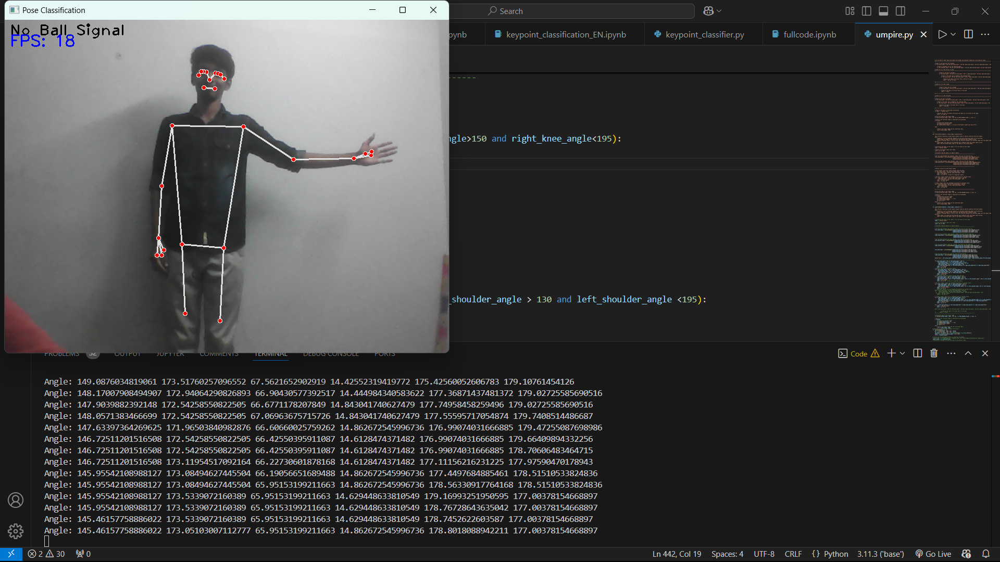 Pose Classification
No Ball Signal
FPS: 18
Search
pynb
keypoint_classification_EN.ipynb
keypoint_classifier.py
fullcode.ipynb
umpire.py
ngle>150 and right_knee_angle<195):
_shoulder_angle > 130 and left_shoulder_angle <195):
PROBLEMS 32 OUTPUT JUPYTER COMMENTS TERMINAL DEBUG CONSOLE PORTS
Code
Angle: 149.0876034819061 173.51760257096552 67.5621652902919 14.42552319419772 175.42560052606783 179.10761454126
Angle: 148.17007908494907 172.94064290826893 66.90430577392517 14.444984340583622 177.36871437481372 179.02725585690516
Angle: 147.9039882392148 172.54258550822505 66.6771178207849 14.843041740627479 177.74958458259496 179.02725585690516
Angle: 148.0571383466699 172.54258550822505 67.06963675715726 14.843041740627479 177.55595717054874 179.7408514486687
Angle: 147.63397364269625 171.96503840982876 66.60660025759262 14.862672545996736 176.99074031666885 179.47255087698986
Angle: 146.72511201516508 172.54258550822505 66.42550395911087 14.6128474371482 176.99074031666885 179.66409894332256
Angle: 146.72511201516508 172.54258550822505 66.42550395911087 14.6128474371482 176.99074031666885 178.70606483464715
Angle: 146.72511201516508 173.11954517092164 66.22730601878168 14.6128474371482 177.11156216231225 177.97590470178943
Angle: 145.95542108988127 173.08494627445504 66.19056651689488 14.862672545996736 177.4497684885461 178.51510533824836
Angle: 145.95542108988127 173.08494627445504 65.95153199211663 14.862672545996736 178.56330917764168 178.51510533824836
Angle: 145.95542108988127 173.5339072160389 65.95153199211663 14.629448633810549 179.16993251950595 177.00378154668897
Angle: 145.95542108988127 173.5339072160389 65.95153199211663 14.629448633810549 178.76728643635042 177.00378154668897
Angle: 145.46157758886022 173.5339072160389 65.95153199211663 14.629448633810549 178.7452622603587 177.00378154668897
Angle: 145.46157758886022 173.05103007112777 65.95153199211663 14.862672545996736 178.8018088942211 177.00378154668897
2 30 0
Ln 442, Col 19 Spaces: 4 UTF-8 CRLF {} Python 3.11.3 ('base') Go Live